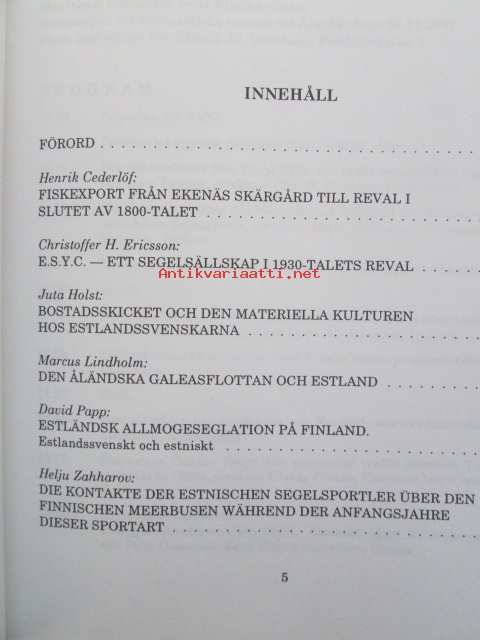 INNEHÅLL
FÖRORD
Henrik Cederlöf:
FISKEXPORT FRÅN EKENÄS SKÄRGÅRD TILL REVAL I
SLUTET AV 1800-TALET
Christoffer H. Ericsson:
E.S.Y.C. — ETT SEGELSÄLLSKAP I 1930-TALETS REVAL
Antikvariaatti.net
Juta Holst:
BOSTADSSKICKET OCH DEN MATERIELLA KULTUREN
HOS ESTLANDSSVENSKARNA
Marcus Lindholm:
DEN ÅLÄNDSKA GALEASFLOTTAN OCH ESTLAND
David Papp:
ESTLÄNDSK ALLMOGESEGLATION PÅ FINLAND.
Estlandssvenskt och estniskt
Helju Zahharov:
DIE KONTAKTE DER ESTNISCHEN SEGELSPORTLER ÜBER DEN
FINNISCHEN MEERBUSEN WÄHREND DER ANFANGSJAHRE
DIESER SPORTART
5